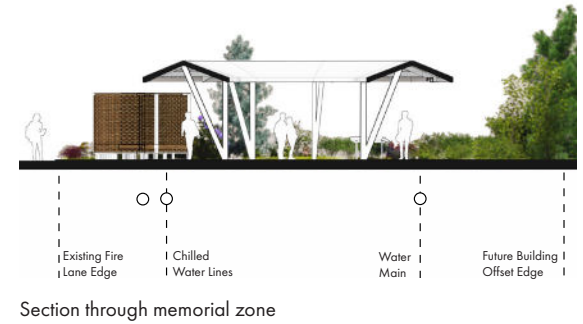 Existing Fire
Lane Edge
Chilled
Water Lines
Water
Main
Future Building
Offset Edge
Section through memorial zone